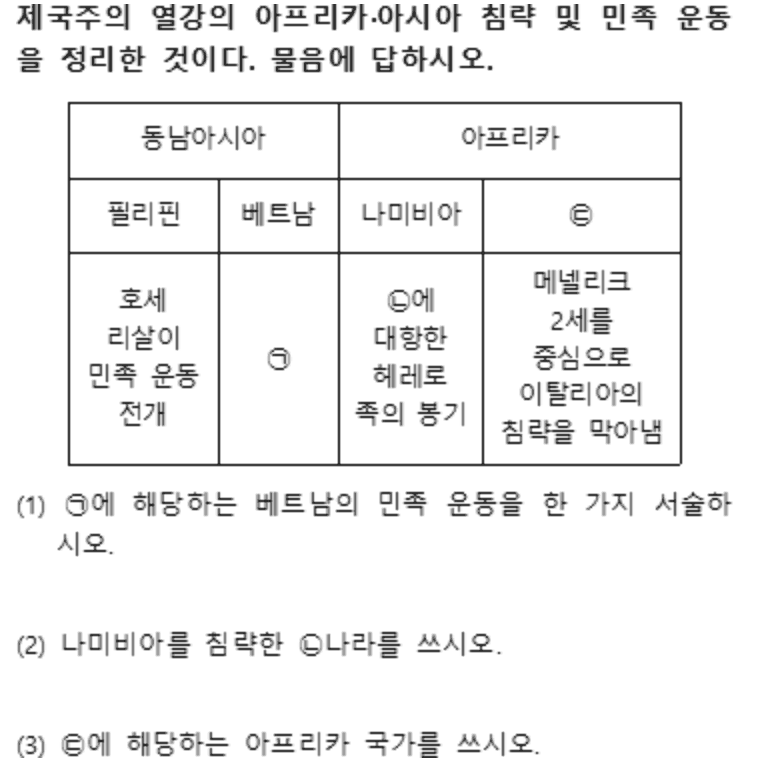 제국주의 열강의 아프리카·아시아 침략 및 민족 운동
을 정리한 것이다. 물음에 답하시오.
동남아시아 아프리카
필리핀 베트남 나미비아 ㉢
호세
리살이
민족 운동
전개
㉠
㉡에
대항한
헤레로
족의 봉기
메넬리크
2세를
중심으로
이탈리아의
침략을 막아냄
(1) ㉠에 해당하는 베트남의 민족 운동을 한 가지 서술하
시오.
(2) 나미비아를 침략한 ㉡나라를 쓰시오.
(3) ㉢에 해당하는 아프리카 국가를 쓰시오.